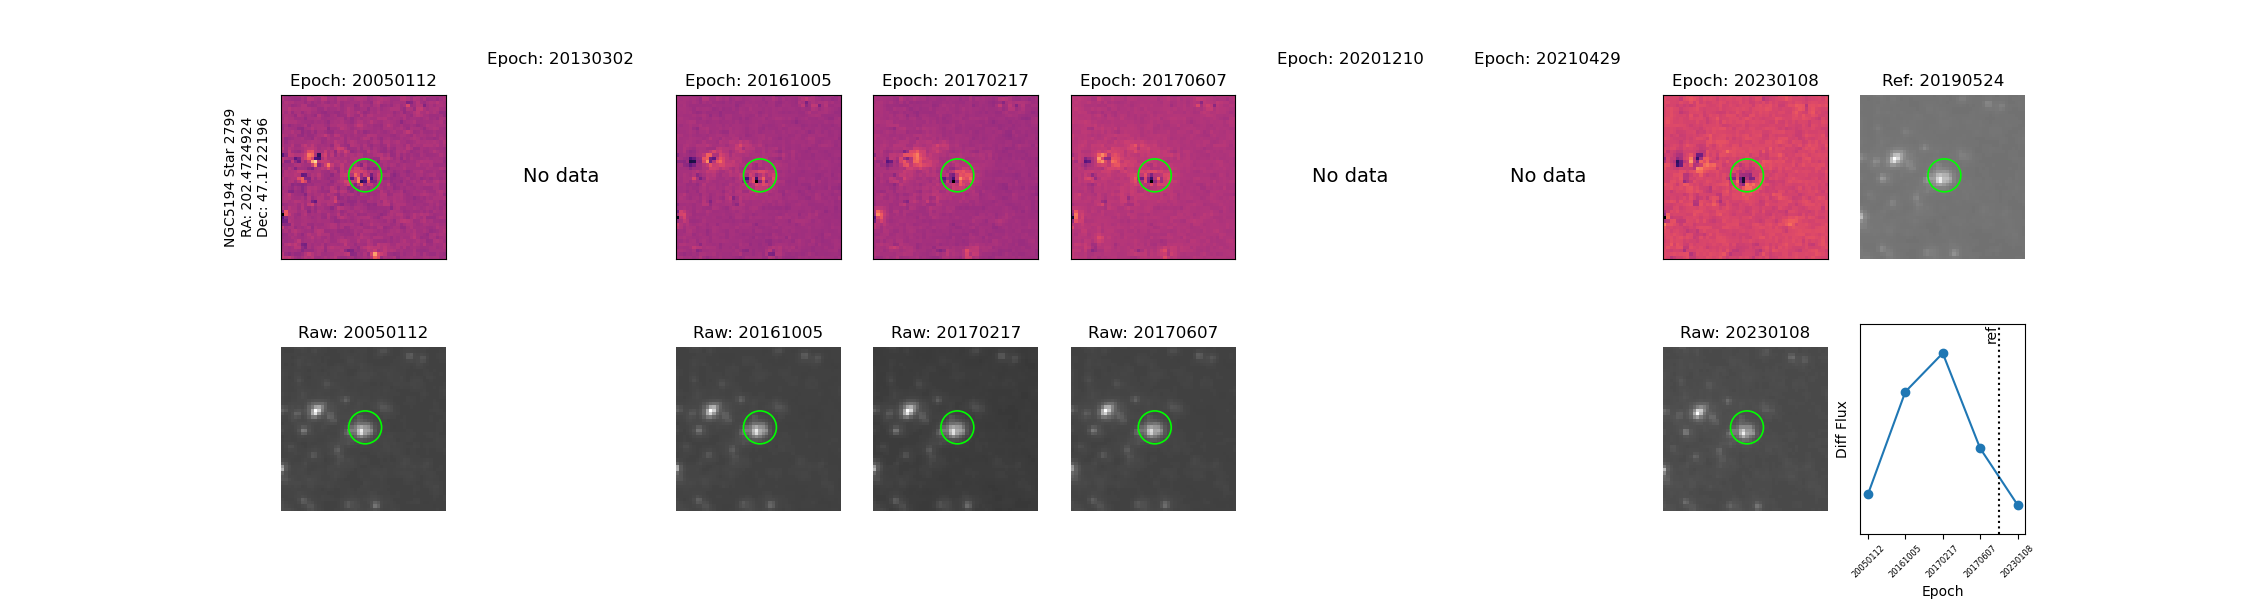 Epoch: 20130302
Epoch: 20201210
Epoch: 20210429
Epoch: 20050112
Epoch: 20161005
Epoch: 20170217
Epoch: 20170607
Epoch: 20230108
Ref: 20190524
NGC5194 Star 2799
RA: 202.4724924
Dec: 47.1722196
No data
No data
No data
Raw: 20050112
Raw: 20161005
Raw: 20170217
Raw: 20170607
Raw: 20230108
ref
Diff Flux
20050112
20161005
20170217
20170607
20230108
Epoch